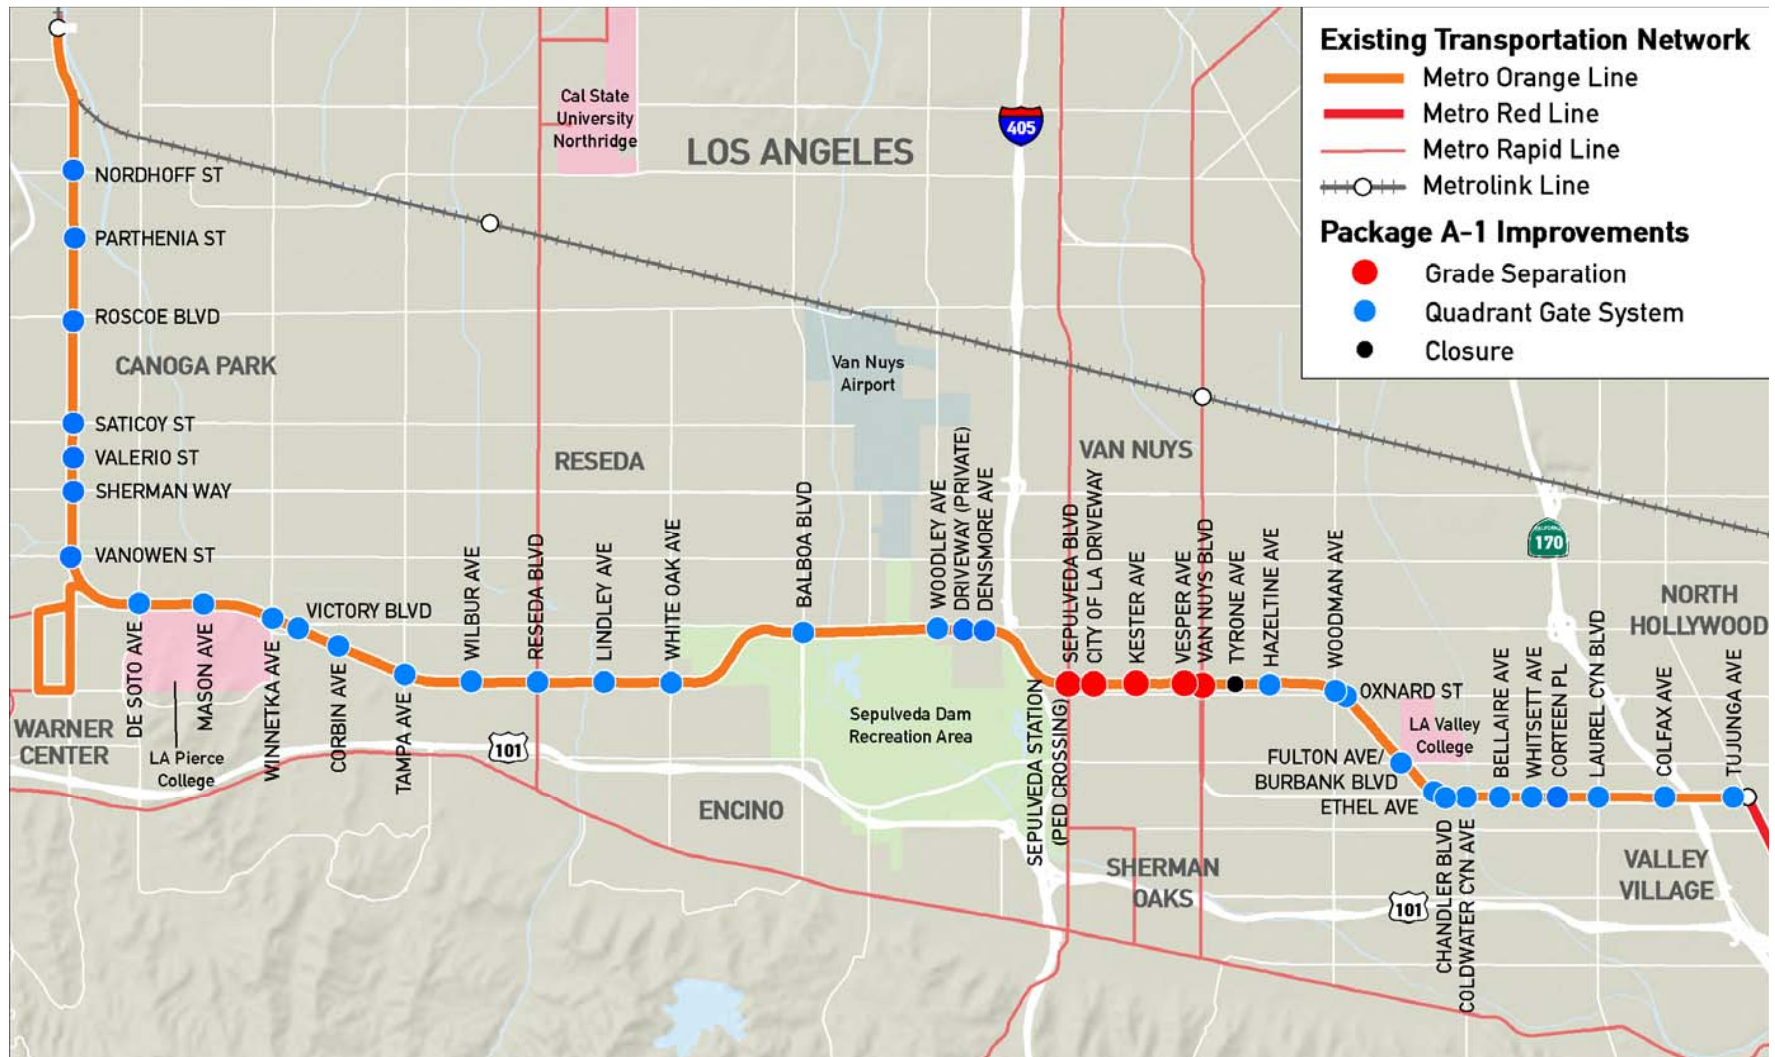 Existing Transportation Network
Metro Orange Line
Metro Red Line
Metro Rapid Line
Metrolink Line
Package A-1 Improvements
Grade Separation
Quadrant Gate System
Closure
Cal State
University
Northridge
LOS ANGELES
405
NORDHOFF ST
PARTHENIA ST
ROSCOE BLVD
CANOGA PARK
SATICOY ST
VALERIO ST
SHERMAN WAY
VANOWEN ST
Van Nuys
Airport
RESEDA
VAN NUYS
CALIFORNIA
170
NORTH
HOLLYWOOD
WARNER
CENTER
DE SOTO AVE
LA Pierce
College
MASON AVE
WINNETKA AVE
VICTORY BLVD
CORBIN AVE
TAMPA AVE
WILBUR AVE
RESEDA BLVD
LINDLEY AVE
WHITE OAK AVE
BALBOA BLVD
WOODLEY AVE
DRIVEWAY (PRIVATE)
DENSMORE AVE
SEPULVEDA STATION
(PED CROSSING)
SEPULVEDA BLVD
CITY OF LA DRIVEWAY
KESTER AVE
VESPER AVE
VAN NUYS BLVD
TYRONE AVE
HAZELTINE AVE
WOODMAN AVE
OXNARD ST
LA Valley
College
FULTON AVE/
BURBANK BLVD
ETHEL AVE
CHANDLER BLVD
COLDWATER CYN AVE
BELLAIRE AVE
WHITSETT AVE
CORTEEN PL
LAUREL CYN BLVD
COLFAX AVE
TUJUNGA AVE
Sepulveda Dam
Recreation Area
101
ENCINO
SHERMAN
OAKS
101
VALLEY
VILLAGE